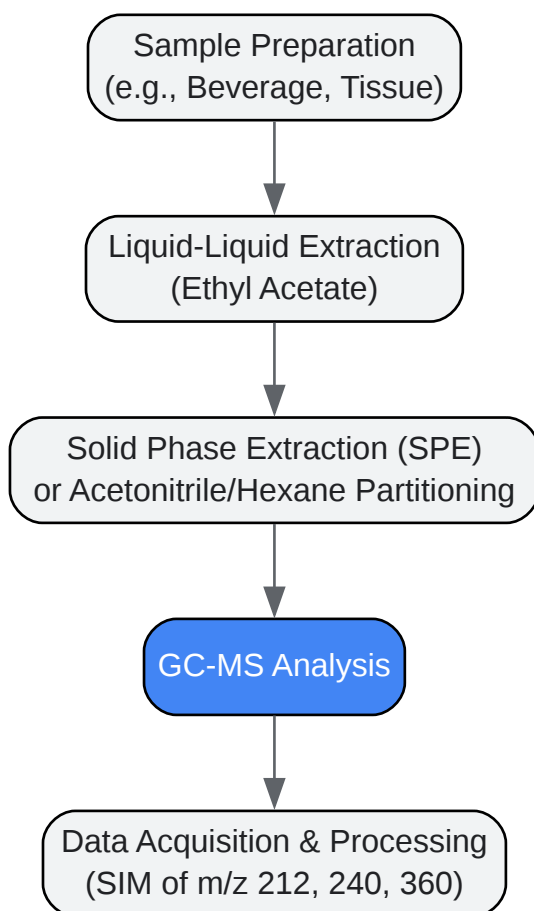 Sample Preparation
(e.g., Beverage, Tissue)
Liquid-Liquid Extraction
(Ethyl Acetate)
Solid Phase Extraction (SPE)
or Acetonitrile/Hexane Partitioning
GC-MS Analysis
Data Acquisition & Processing
(SIM of m/z 212, 240, 360)